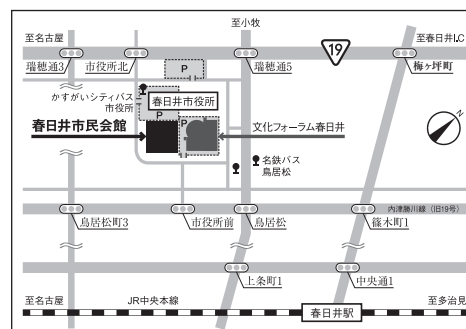 至小牧
至名古屋
19
至春日井I.C
瑞穂通3
市役所北
瑞穂通5
梅ヶ坪町
P
かすがいシティバス
市役所
春日井市役所
P
P
春日井市民会館
文化フォーラム春日井
名鉄バス
鳥居松
内津勝川線（旧19号）
鳥居松町3
市役所前
鳥居松
篠木町1
上条町1
中央通1
至名古屋
JR中央本線
至多治見
春日井駅